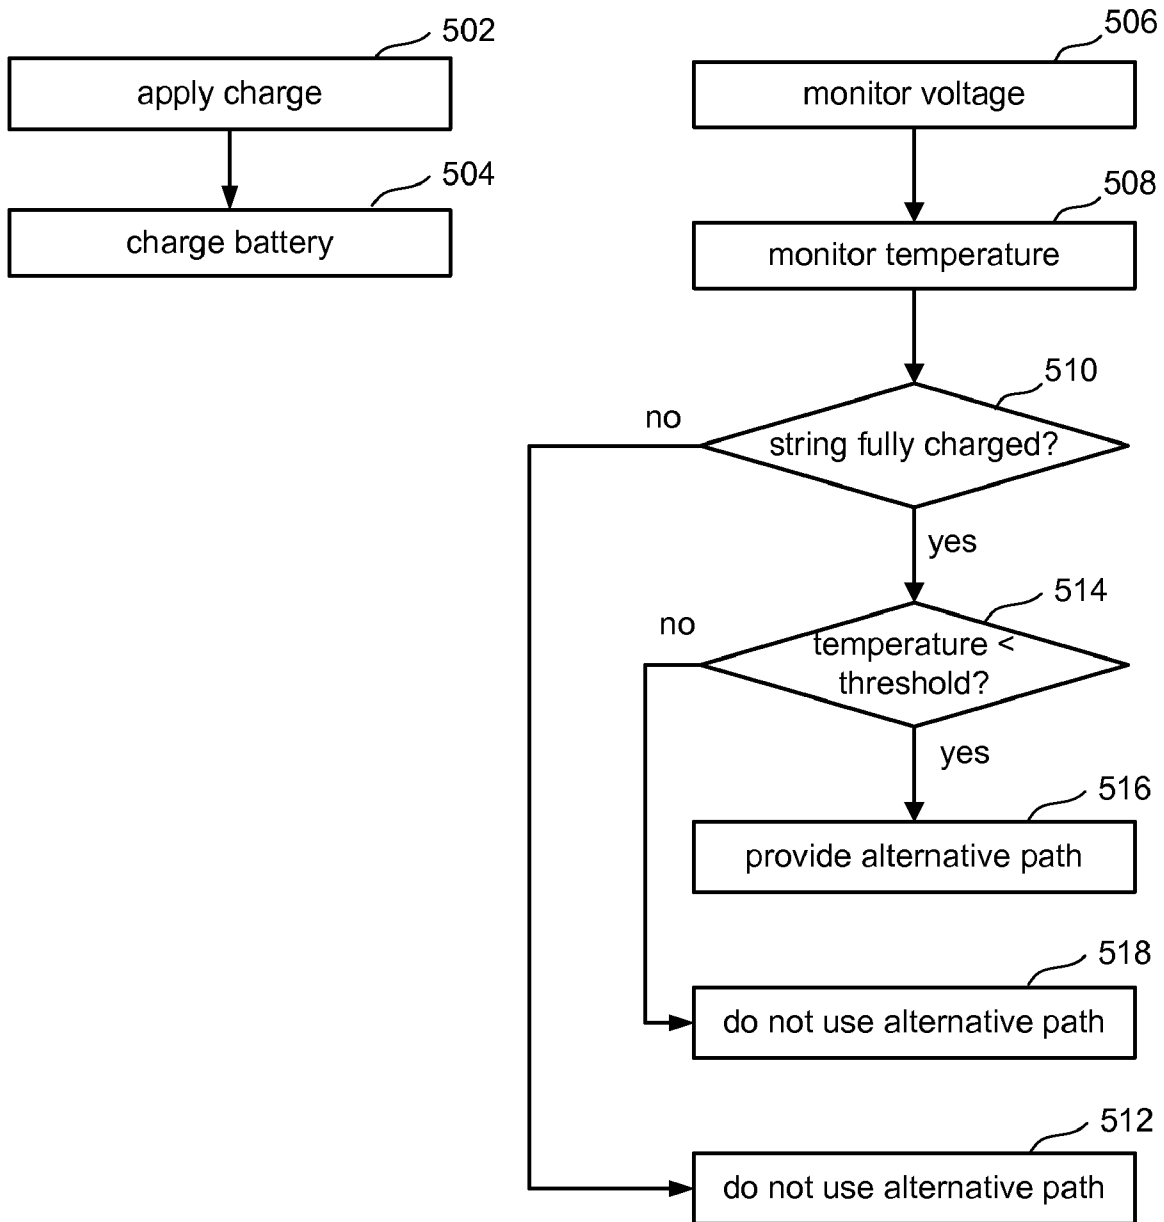 502
apply charge
504
charge battery
506
monitor voltage
508
monitor temperature
510
no
string fully charged?
yes
514
no
temperature <
threshold?
yes
516
provide alternative path
518
do not use alternative path
512
do not use alternative path